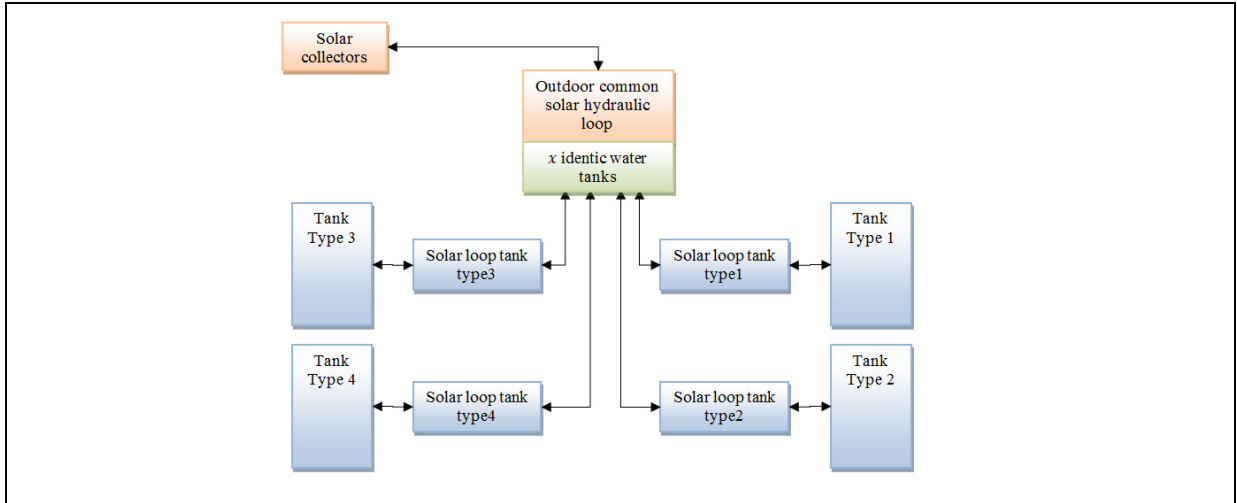 Solar
collectors
Outdoor common
solar hydraulic
loop
x identic water
tanks
Tank
Type 3
Solar loop tank
type3
Solar loop tank
type1
Tank
Type 1
Tank
Type 4
Solar loop tank
type4
Solar loop tank
type2
Tank
Type 2